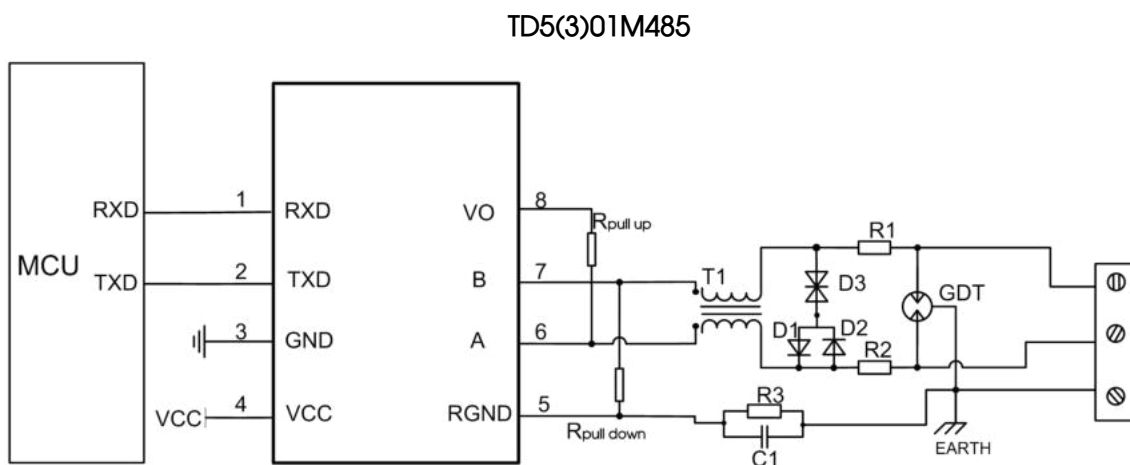 TD5(3)01M485
MCU
RXD
TXD
1
2
3
4
RXD
TXD
GND
VCC
VCC
VO
B
A
RGND
8
7
6
5
Rpull up
Rpull down
T1
D3
D1
D2
R1
R2
GDT
R3
C1
EARTH